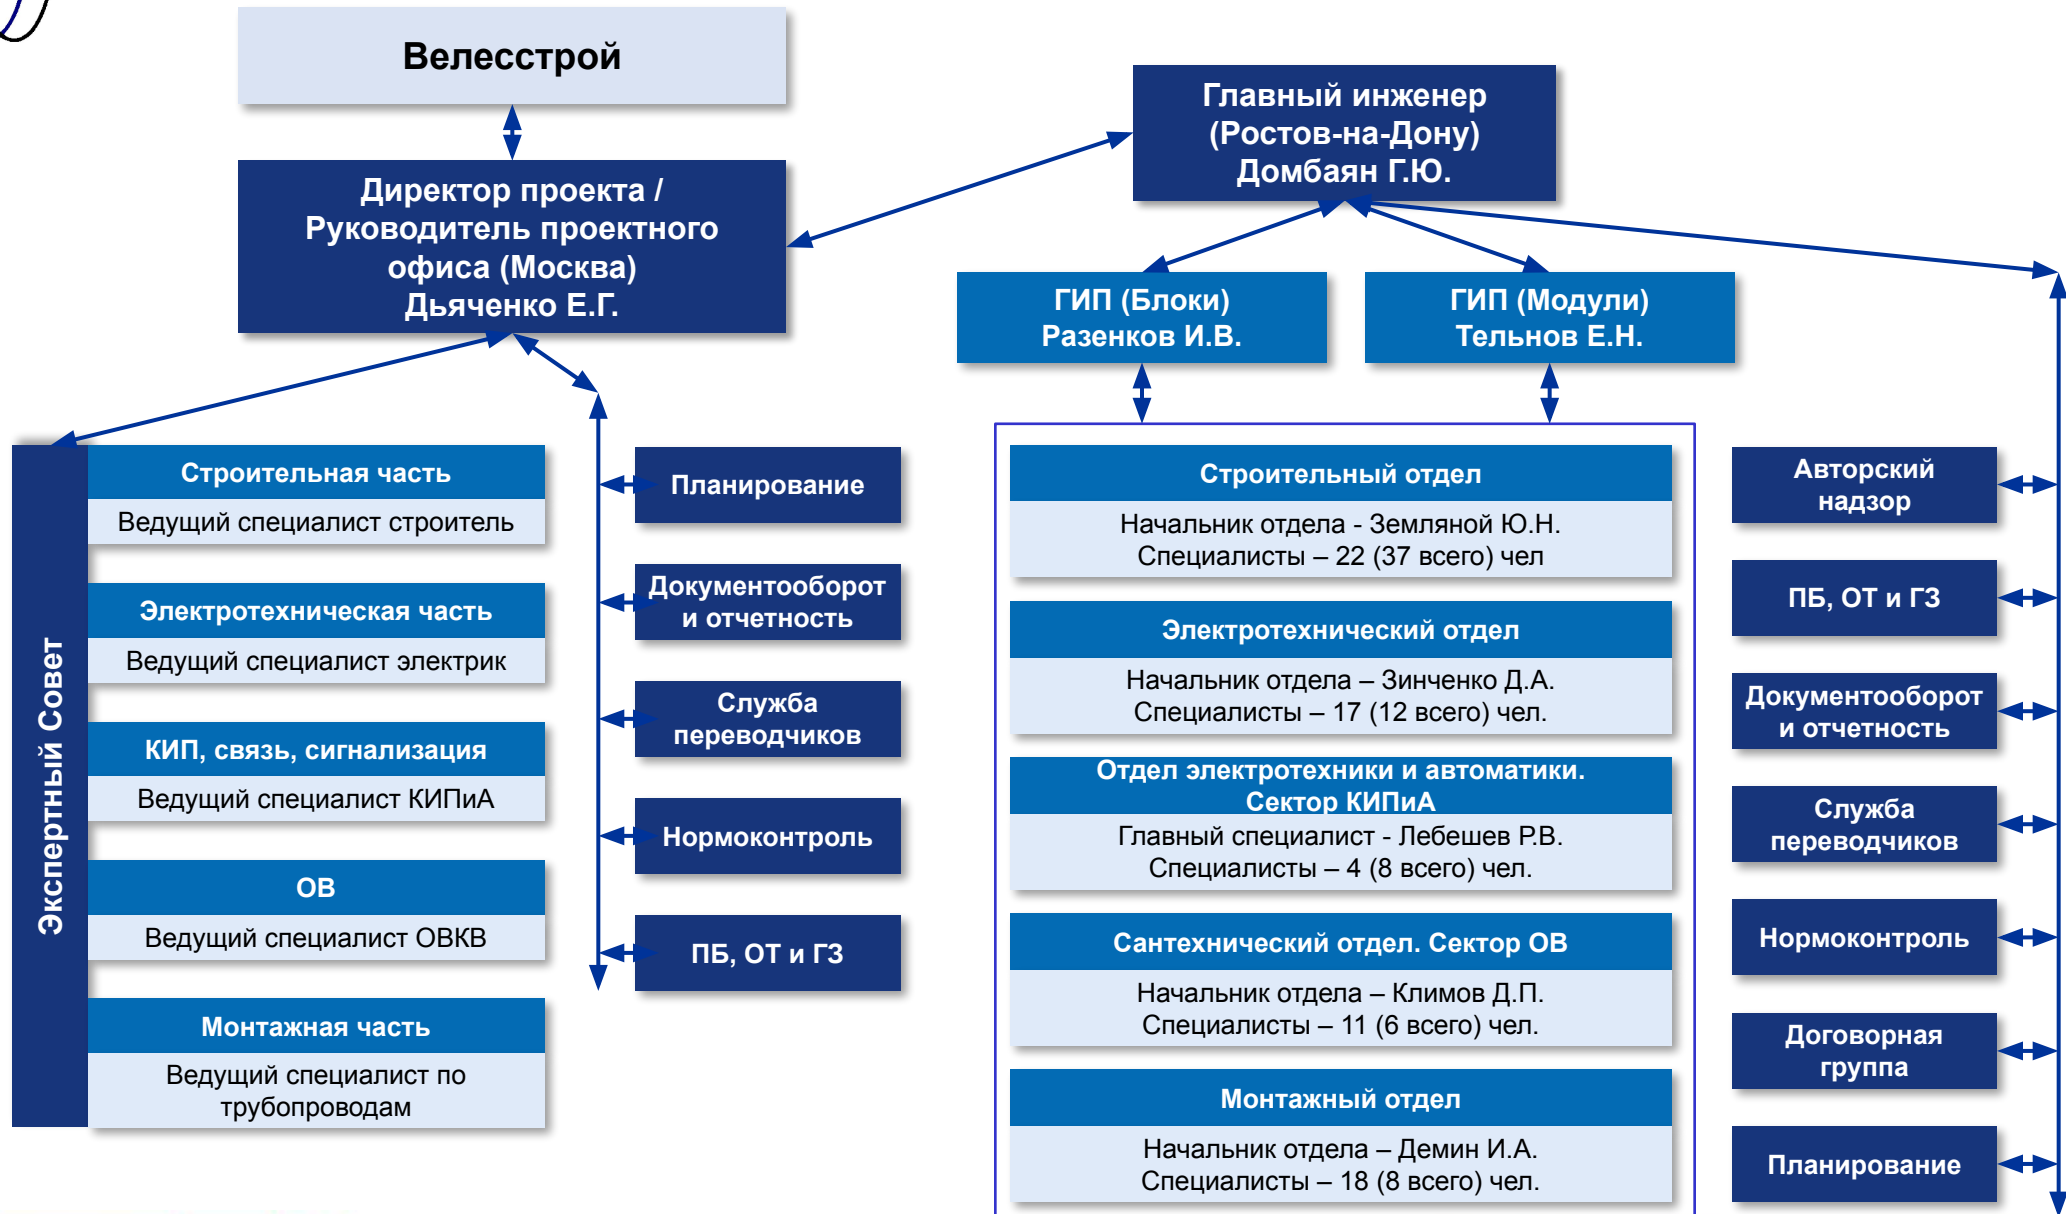 Велесстрой
Директор проекта /
Руководитель проектного
офиса (Москва)
Дьяченко Е.Г.
Главный инженер
(Ростов-на-Дону)
Домбаян Г.Ю.
ГИП (Блоки)
Разенков И.В.
ГИП (Модули)
Тельнов Е.Н.
Экспертный Совет
Строительная часть
Ведущий специалист строитель
Электротехническая часть
Ведущий специалист электрик
КИП, связь, сигнализация
Ведущий специалист КИПиА
ОВ
Ведущий специалист ОВКВ
Монтажная часть
Ведущий специалист по
трубопроводам
Планирование
Документооборот
и отчетность
Служба
переводчиков
Нормоконтроль
ПБ, ОТ и ГЗ
Строительный отдел
Начальник отдела - Земляной Ю.Н.
Специалисты – 22 (37 всего) чел
Электротехнический отдел
Начальник отдела – Зинченко Д.А.
Специалисты – 17 (12 всего) чел.
Отдел электротехники и автоматики.
Сектор КИПиА
Главный специалист - Лебешев Р.В.
Специалисты – 4 (8 всего) чел.
Сантехнический отдел. Сектор ОВ
Начальник отдела – Климов Д.П.
Специалисты – 11 (6 всего) чел.
Монтажный отдел
Начальник отдела – Демин И.А.
Специалисты – 18 (8 всего) чел.
Авторский
надзор
ПБ, ОТ и ГЗ
Документооборот
и отчетность
Служба
переводчиков
Нормоконтроль
Договорная
группа
Планирование